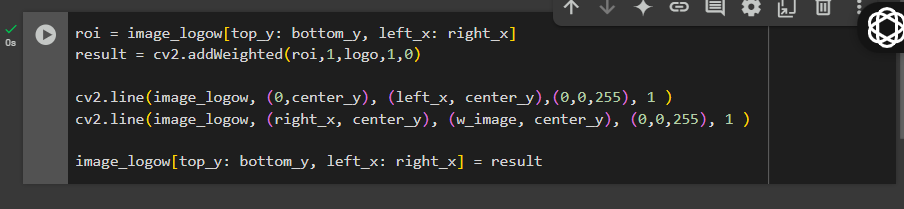 0s
roi = image_logow[top_y: bottom_y, left_x: right_x]
result = cv2.addWeighted(roi,1,logo,1,0)
cv2.line(image_logow, (0,center_y), (left_x, center_y),(0,0,255), 1 )
cv2.line(image_logow, (right_x, center_y), (w_image, center_y), (0,0,255), 1 )
image_logow[top_y: bottom_y, left_x: right_x] = result